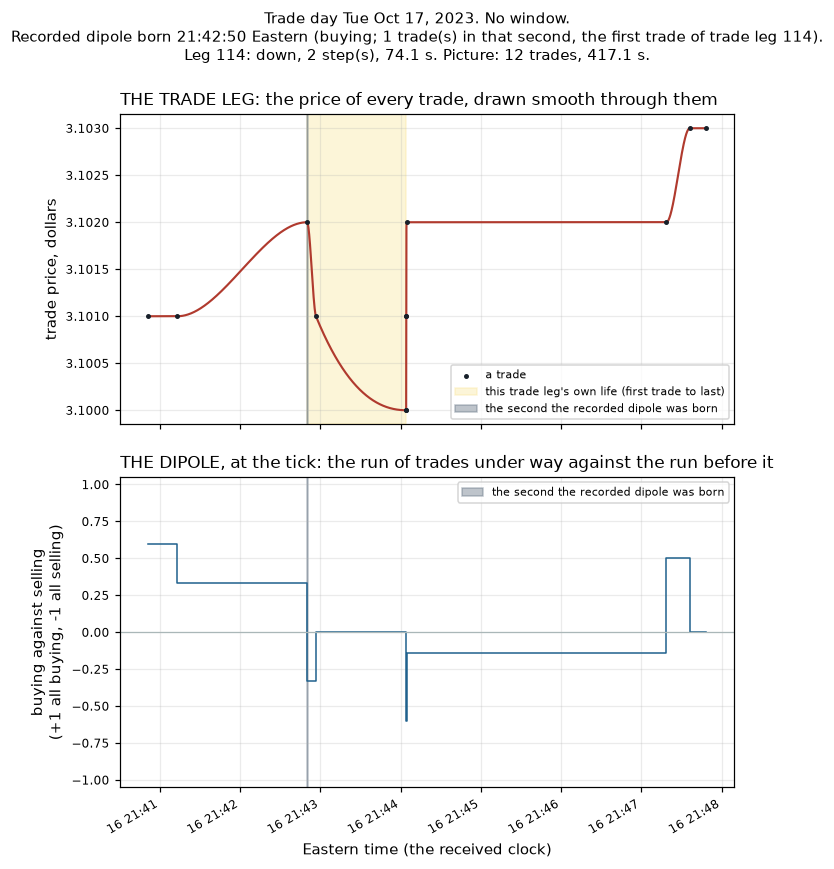 Trade day Tue Oct 17, 2023. No window.
Recorded dipole born 21:42:50 Eastern (buying; 1 trade(s) in that second, the first trade of trade leg 114).
Leg 114: down, 2 step(s), 74.1 s. Picture: 12 trades, 417.1 s.
THE TRADE LEG: the price of every trade, drawn smooth through them
trade price, dollars
3.1030
3.1025
3.1020
3.1015
3.1010
3.1005
3.1000
a trade
this trade leg's own life (first trade to last)
the second the recorded dipole was born
THE DIPOLE, at the tick: the run of trades under way against the run before it
buying against selling
(+1 all buying, -1 all selling)
1.00
0.75
0.50
0.25
0.00
−0.25
−0.50
−0.75
−1.00
the second the recorded dipole was born
16 21:41
16 21:42
16 21:43
16 21:44
16 21:45
16 21:46
16 21:47
16 21:48
Eastern time (the received clock)